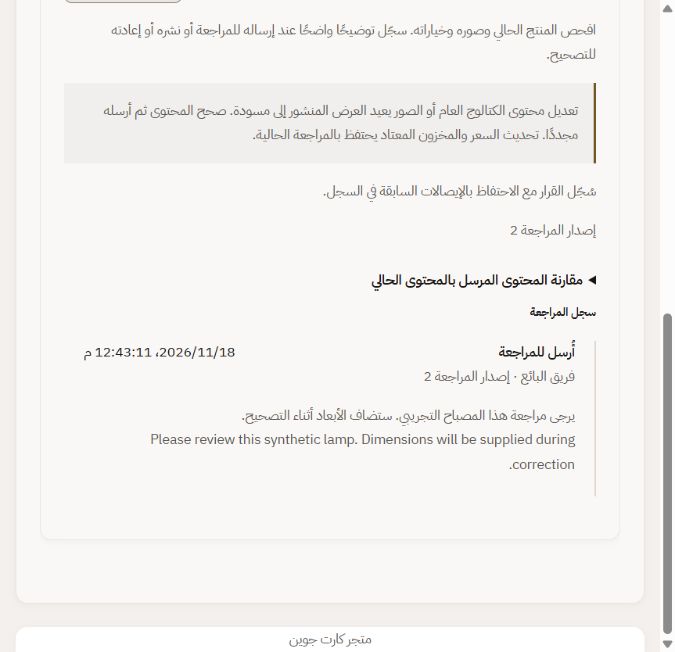 افحص المنتج الحالي وصوره وخياراته. سجّل توضيحًا واضحًا عند إرساله للمراجعة أو نشره أو إعادته
للتصحيح.
تعديل محتوى الكتالوج العام أو الصور يعيد العرض المنشور إلى مسودة. صحح المحتوى ثم أرسله
مجددًا. تحديث السعر والمخزون المعتاد يحتفظ بالمراجعة الحالية.
سُجّل القرار مع الاحتفاظ بالإيصالات السابقة في السجل.
إصدار المراجعة 2
◀ مقارنة المحتوى المرسل بالمحتوى الحالي
سجل المراجعة
أُرسل للمراجعة
18/11/2026، 12:43:11 م
فريق البائع · إصدار المراجعة 2
يرجى مراجعة هذا المصباح التجريبي. ستضاف الأبعاد أثناء التصحيح.
Please review this synthetic lamp. Dimensions will be supplied during
correction.
متجر كارت جوين